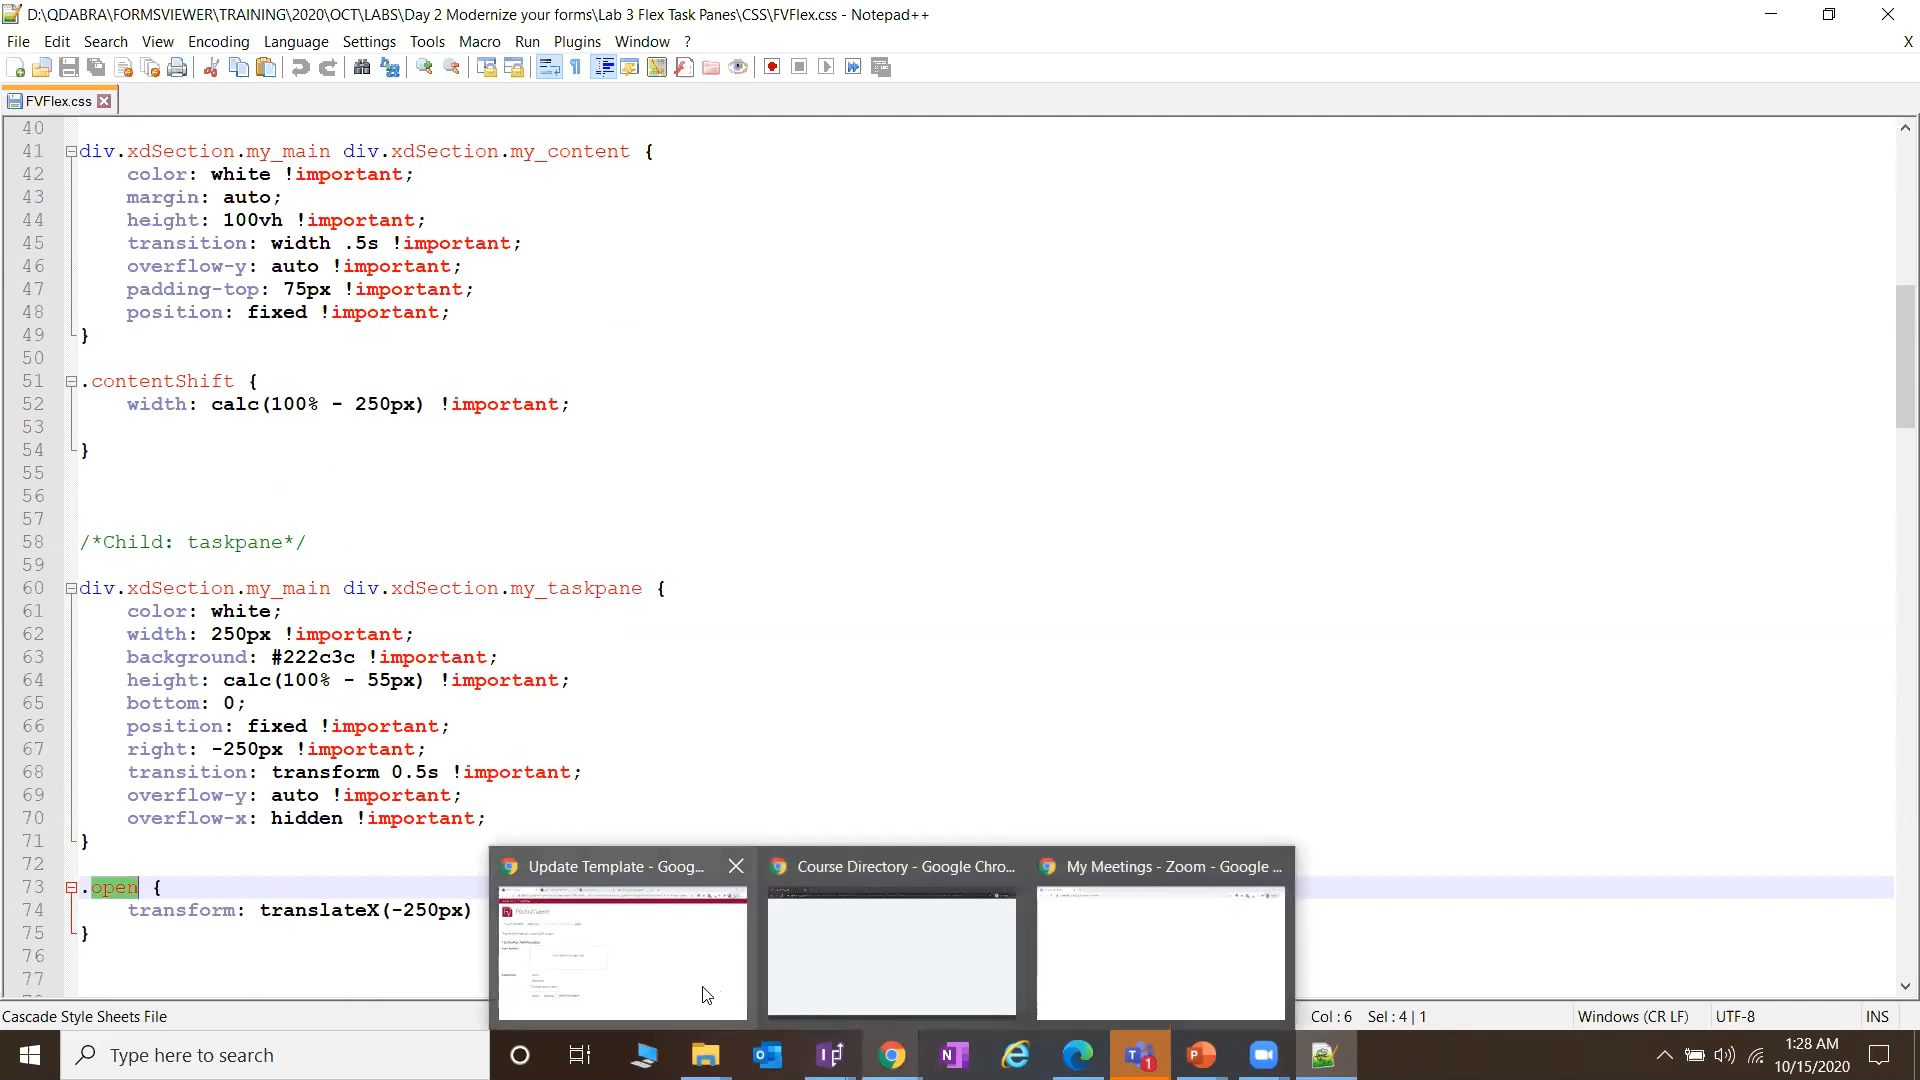 D:\QDABRA\FORMSVIEWER\TRAINING\2020\OCT\LABS\Day 2 Modernize your forms\Lab 3 Flex Task Panes\CSS\FVFlex.css - Notepad++
File Edit Search View Encoding Language Settings Tools Macro Run Plugins Window ? X
FVFlex.css
40
41 div.xdSection.my_main div.xdSection.my_content {
42 color: white !important;
43 margin: auto;
44 height: 100vh !important;
45 transition: width .5s !important;
46 overflow-y: auto !important;
47 padding-top: 75px !important;
48 position: fixed !important;
49 }
50
51 .contentShift {
52 width: calc(100% - 250px) !important;
53
54 }
55
56
57
58 /*Child: taskpane*/
59
60 div.xdSection.my_main div.xdSection.my_taskpane {
61 color: white;
62 width: 250px !important;
63 background: #222c3c !important;
64 height: calc(100% - 55px) !important;
65 bottom: 0;
66 position: fixed !important;
67 right: -250px !important;
68 transition: transform 0.5s !important;
69 overflow-y: auto !important;
70 overflow-x: hidden !important;
71 }
72
73 .open {
74 transform: translateX(-250px)
75 }
76
77
Update Template - Goog... Course Directory - Google Chro... My Meetings - Zoom - Google ...
Cascade Style Sheets File Col : 6 Sel : 4 | 1 Windows (CR LF) UTF-8 INS
Type here to search
1:28 AM
10/15/2020